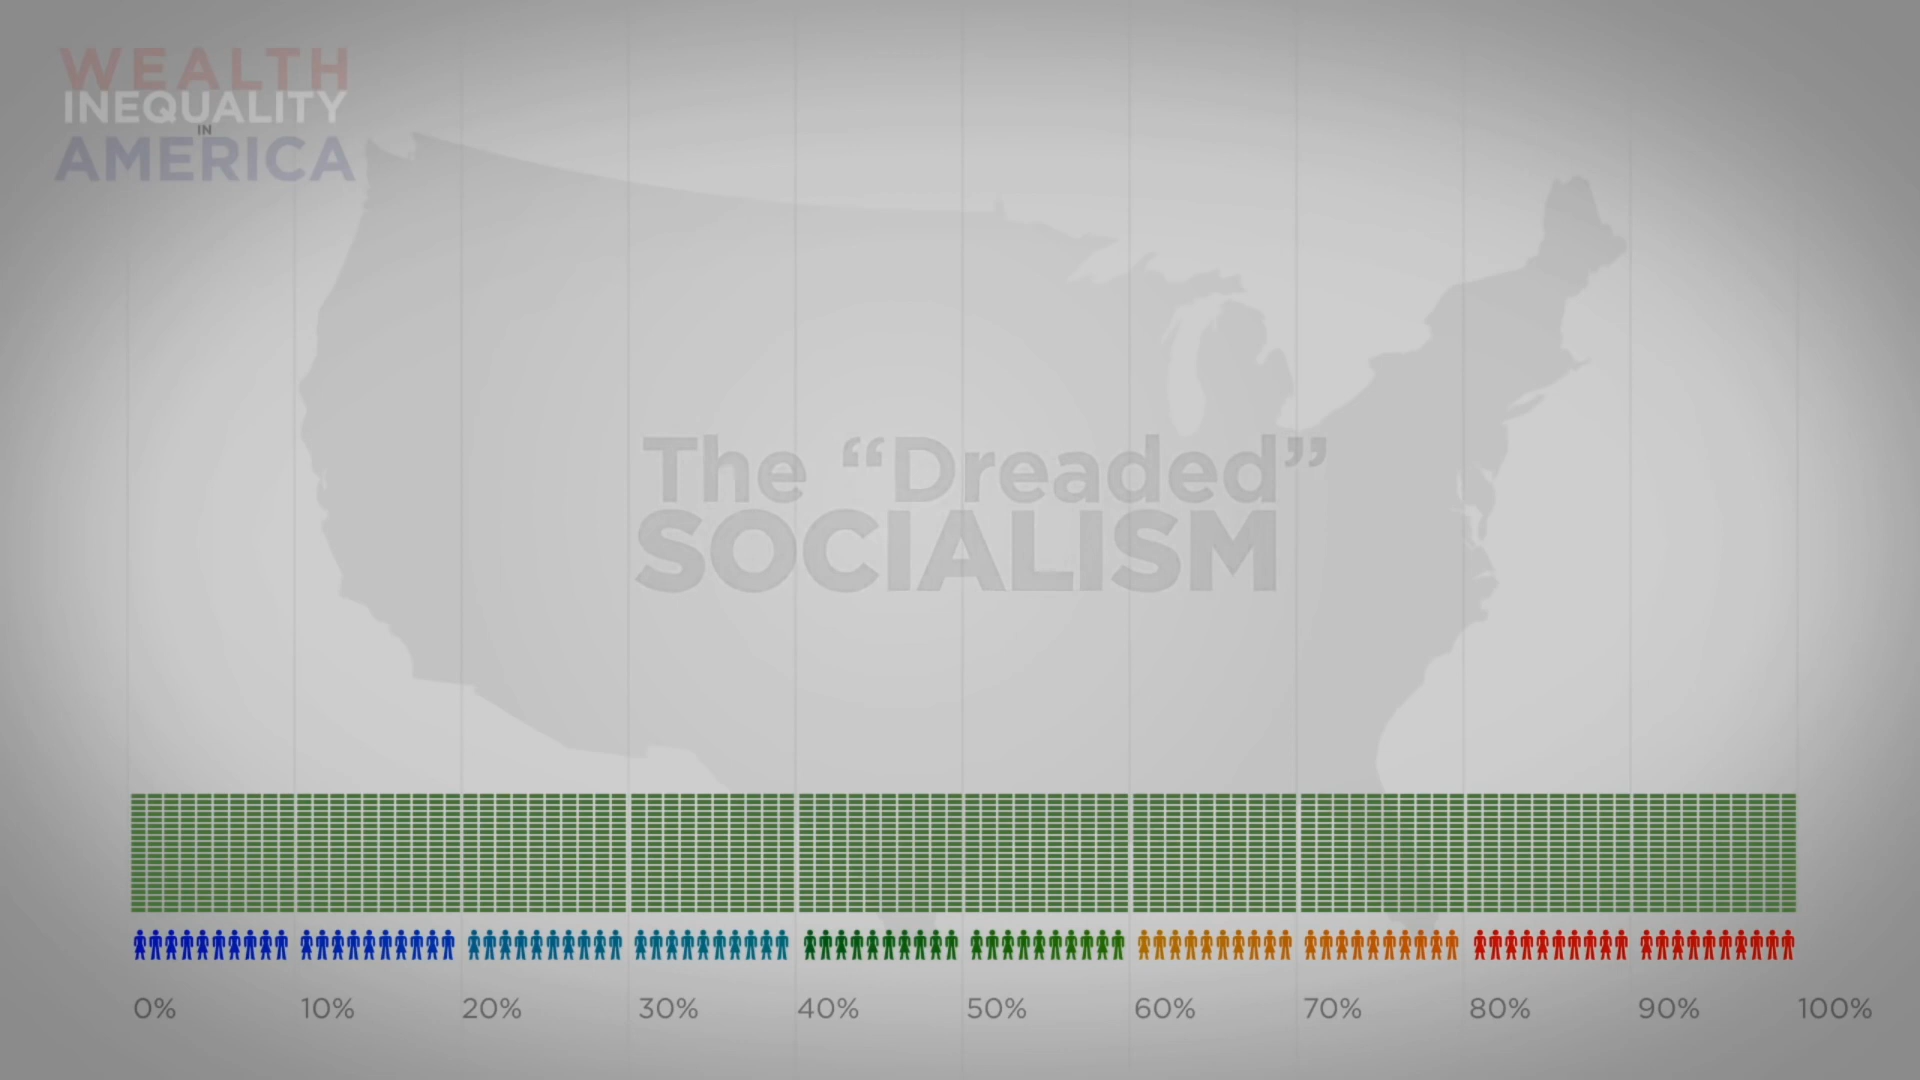 WEALTH
INEQUALITY
IN
AMERICA
The “Dreaded”
SOCIALISM
0% 10% 20% 30% 40% 50% 60% 70% 80% 90% 100%